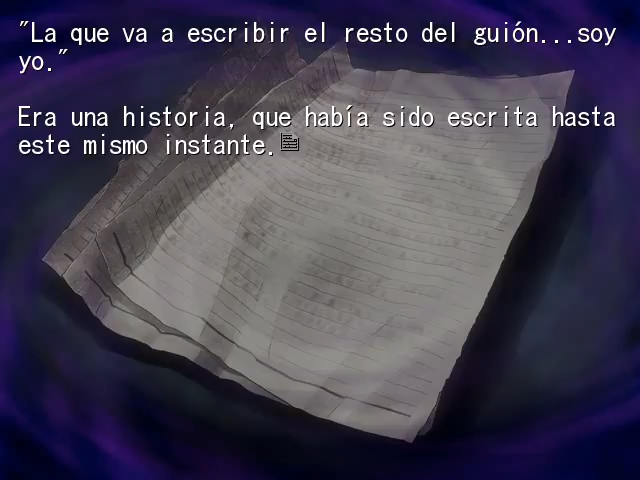 "La que va a escribir el resto del guión...soy
yo."
Era una historia, que había sido escrita hasta
este mismo instante.